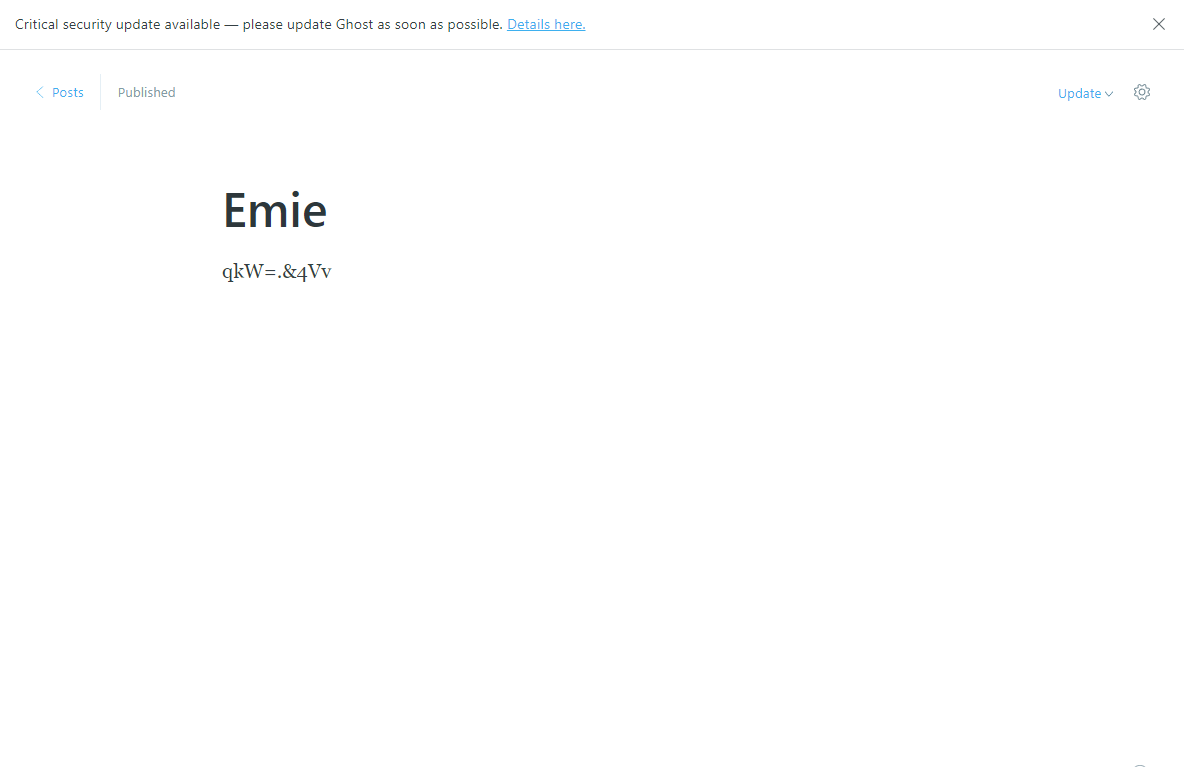 Critical security update available — please update Ghost as soon as possible. Details here.
Posts
Published
Update
Emie
qkW=.&4Vv